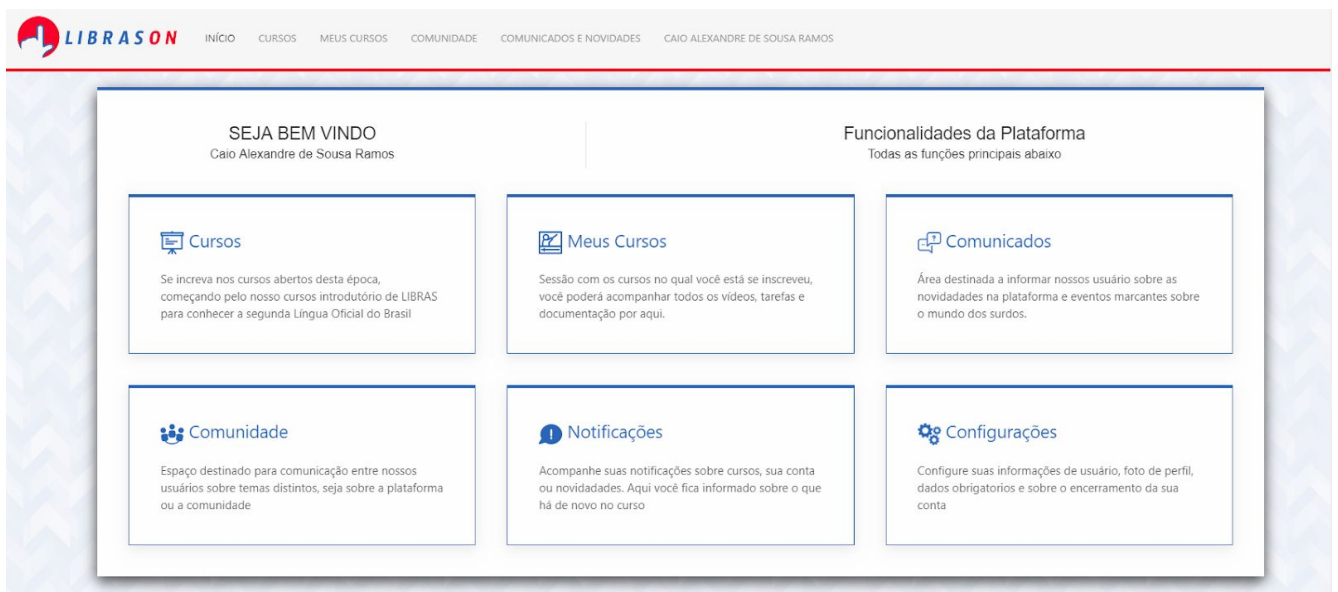 LIBRASON INÍCIO CURSOS MEUS CURSOS COMUNIDADE COMUNICADOS E NOVIDADES CAIO ALEXANDRE DE SOUSA RAMOS
SEJA BEM VINDO
Caio Alexandre de Sousa Ramos
Funcionalidades da Plataforma
Todas as funções principais abaixo
Cursos
Se increva nos cursos abertos desta época,
começando pelo nosso cursos introdutório de LIBRAS
para conhecer a segunda Língua Oficial do Brasil
Meus Cursos
Sessão com os cursos no qual você está se inscreveu,
você poderá acompanhar todos os vídeos, tarefas e
documentação por aqui.
Comunicados
Área destinada a informar nossos usuário sobre as
novidadades na plataforma e eventos marcantes sobre
o mundo dos surdos.
Comunidade
Espaço destinado para comunicação entre nossos
usuários sobre temas distintos, seja sobre a plataforma
ou a comunidade
Notificações
Acompanhe suas notificações sobre cursos, sua conta
ou novidadades. Aqui você fica informado sobre o que
há de novo no curso
Configurações
Configure suas informações de usuário, foto de perfil,
dados obrigatorios e sobre o encerramento da sua
conta